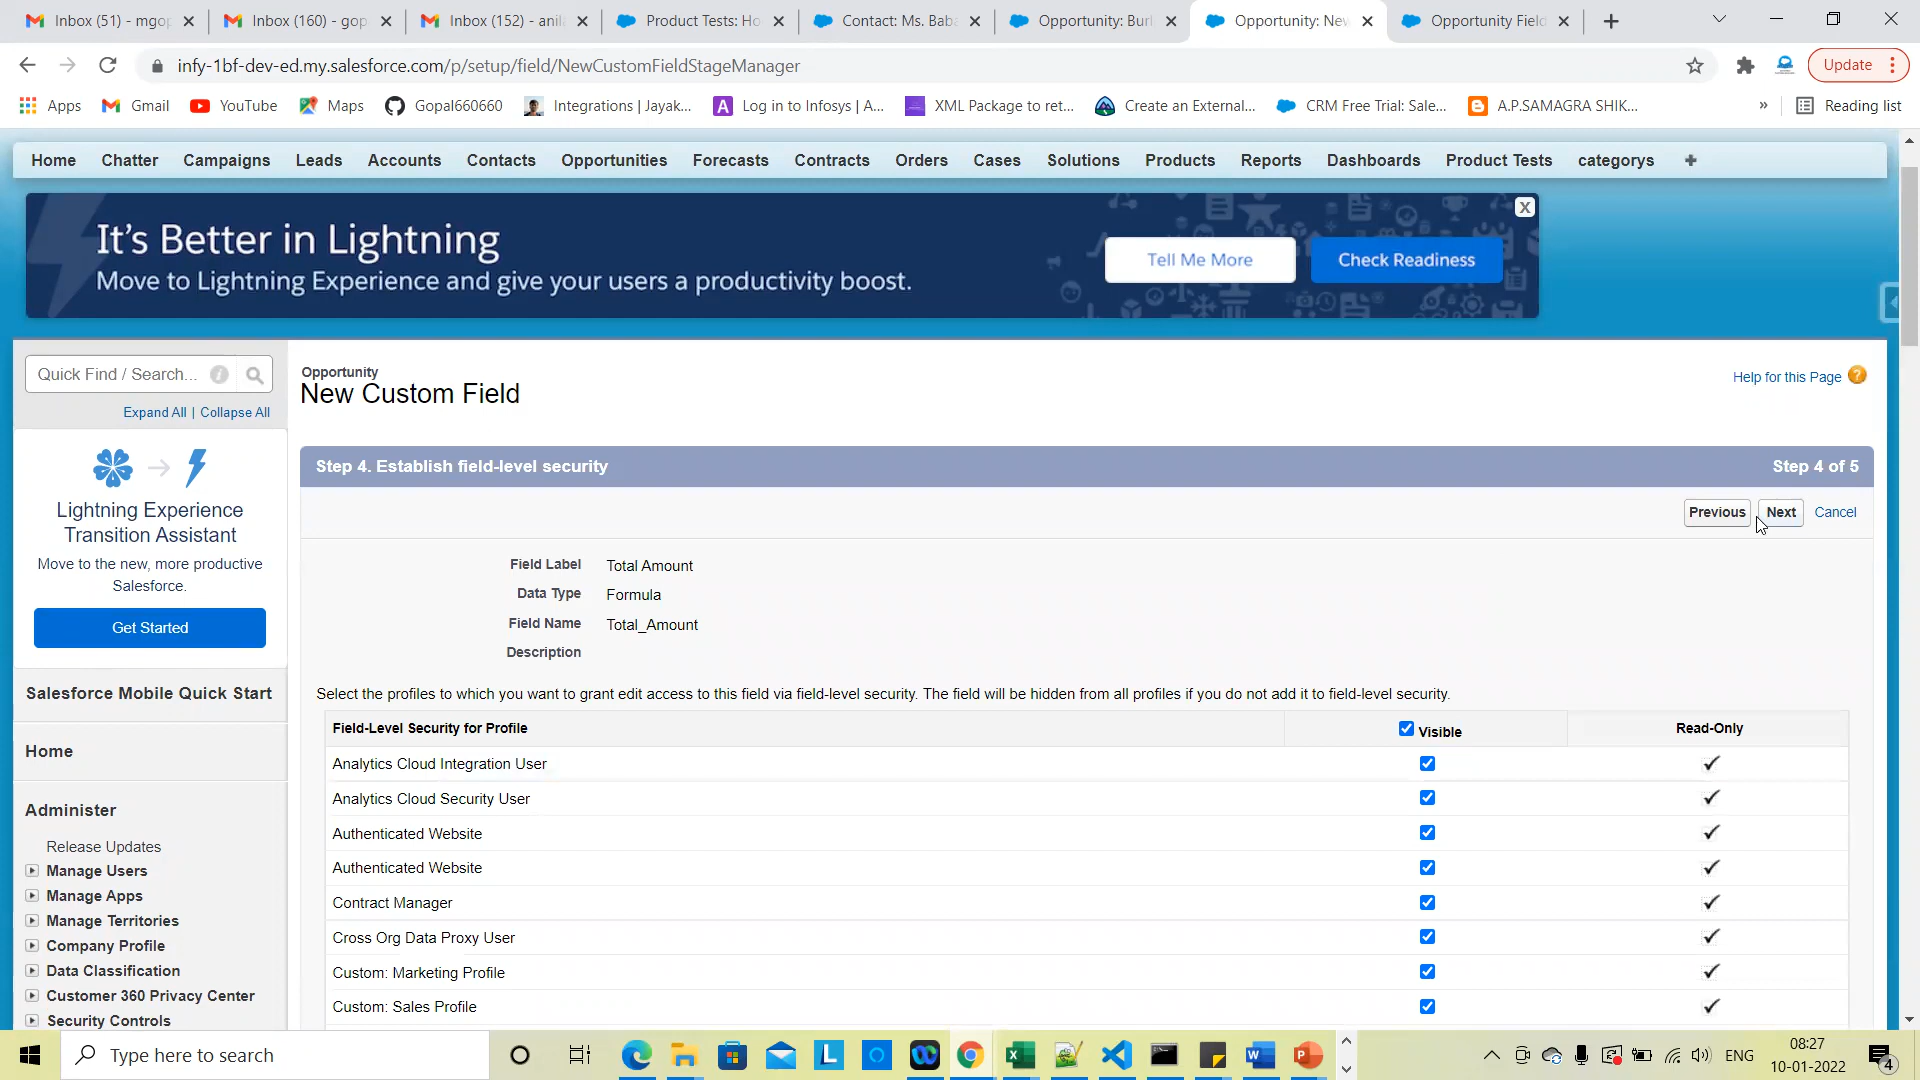 Inbox (51) - mgop
Inbox (160) - gop
Inbox (152) - anil
Product Tests: Ho
Contact: Ms. Bab
Opportunity: Burl
Opportunity: New
Opportunity Field
infy-1bf-dev-ed.my.salesforce.com/p/setup/field/NewCustomFieldStageManager
Update
Apps
Gmail
YouTube
Maps
Gopal660060
Integrations | Jayak...
Log in to Infosys | A...
XML Package to ret...
Create an External...
CRM Free Trial: Sale...
A.P.SAMAGRA SHIK...
»
Reading list
Home Chatter Campaigns Leads Accounts Contacts Opportunities Forecasts Contracts Orders Cases Solutions Products Reports Dashboards Product Tests categorys +
It's Better in Lightning
Move to Lightning Experience and give your users a productivity boost.
Tell Me More
Check Readiness
X
Quick Find / Search...
Expand All | Collapse All
Lightning Experience
Transition Assistant
Move to the new, more productive
Salesforce.
Get Started
Salesforce Mobile Quick Start
Home
Administer
Release Updates
Manage Users
Manage Apps
Manage Territories
Company Profile
Data Classification
Customer 360 Privacy Center
Security Controls
Opportunity
New Custom Field
Help for this Page ?
Step 4. Establish field-level security
Step 4 of 5
Previous Next Cancel
Field Label Total Amount
Data Type Formula
Field Name Total_Amount
Description
Select the profiles to which you want to grant edit access to this field via field-level security. The field will be hidden from all profiles if you do not add it to field-level security.
Field-Level Security for Profile Visible Read-Only
Analytics Cloud Integration User
Analytics Cloud Security User
Authenticated Website
Authenticated Website
Contract Manager
Cross Org Data Proxy User
Custom: Marketing Profile
Custom: Sales Profile
Type here to search
ENG
08:27
10-01-2022
4